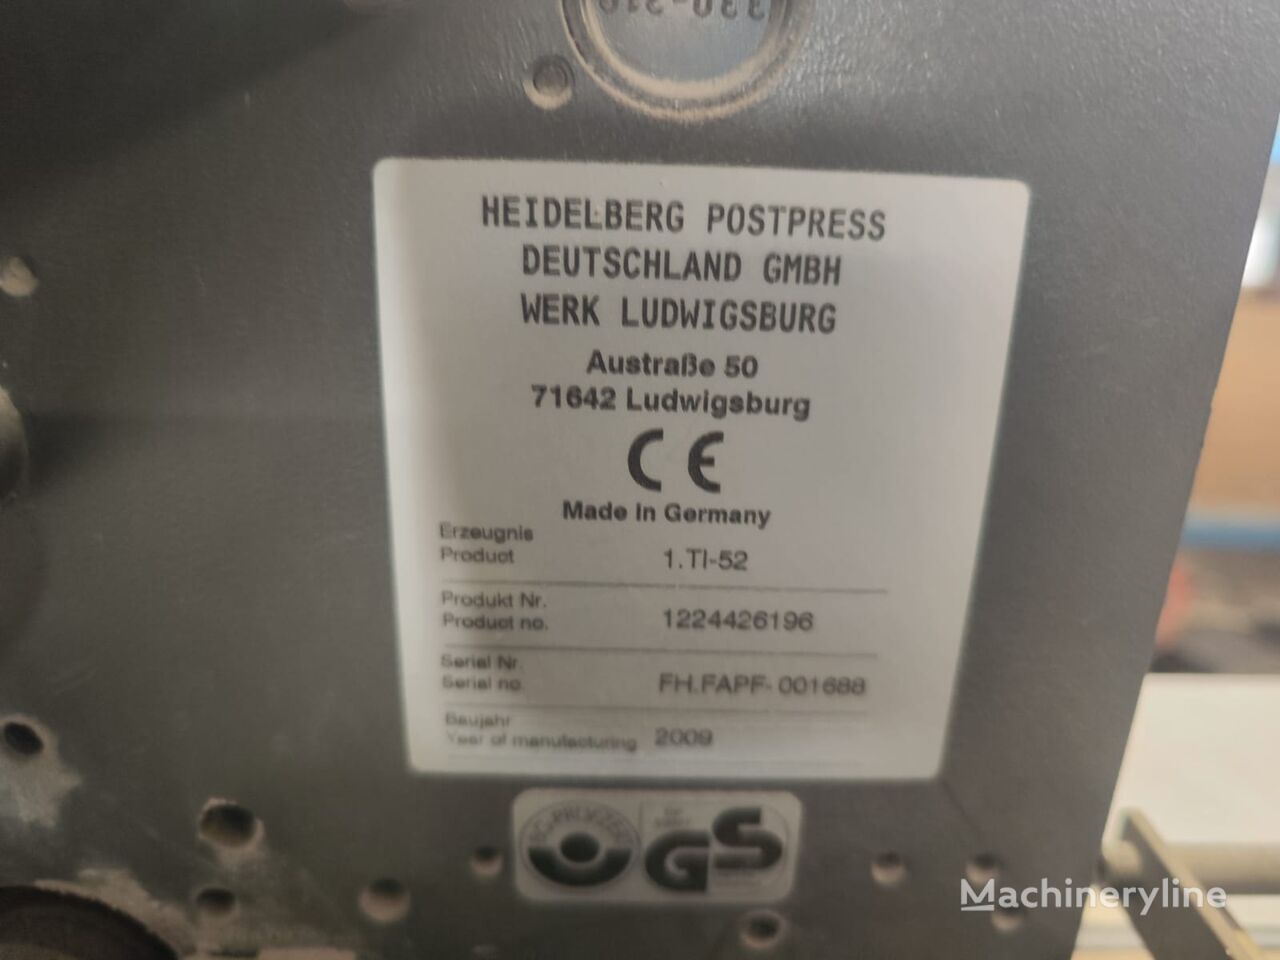 HEIDELBERG POSTPRESS
DEUTSCHLAND GMBH
WERK LUDWIGSBURG
Austraße 50
71642 Ludwigsburg
CE
Made in Germany
Erzeugnis
Product 1.TI-52
Produkt Nr.
Product no. 1224426196
Serial Nr.
Serial no. FH.FAPF-001688
Baujahr
Year of manufacturing 2009
GS
Machineryline